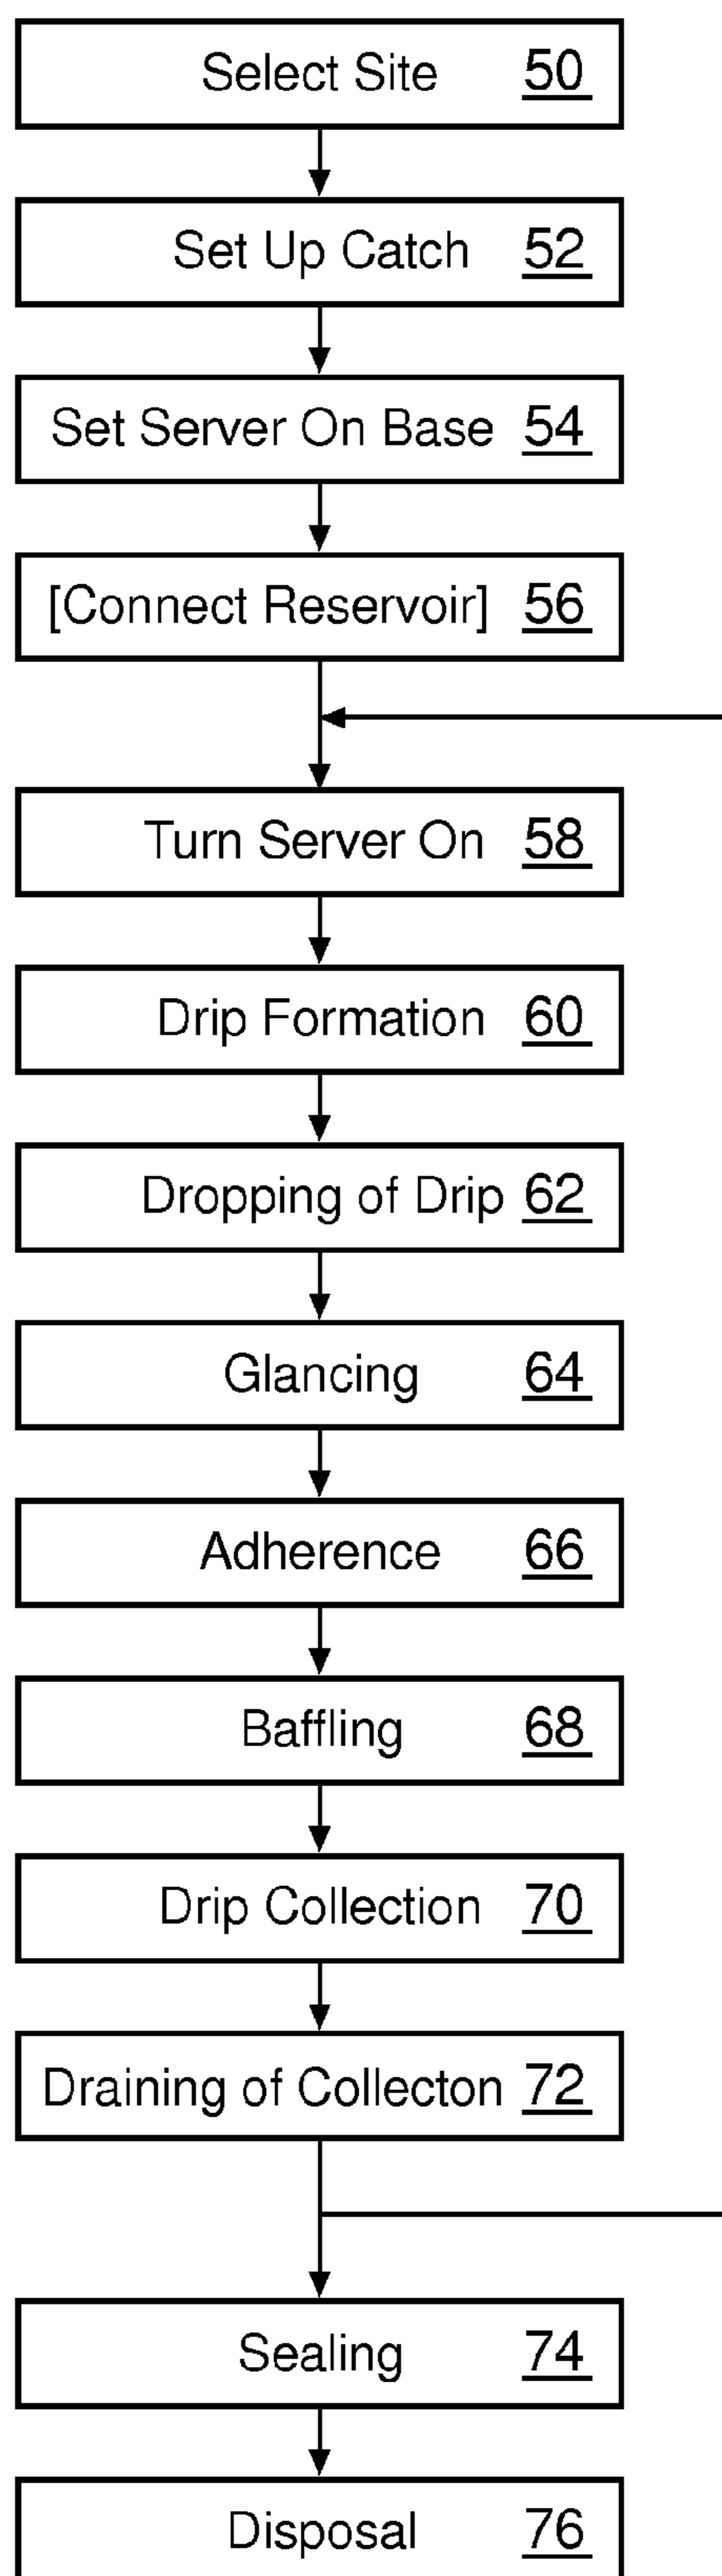 Select Site 50
Set Up Catch 52
Set Server On Base 54
[Connect Reservoir] 56
Turn Server On 58
Drip Formation 60
Dropping of Drip 62
Glancing 64
Adherence 66
Baffling 68
Drip Collection 70
Draining of Collecton 72
Sealing 74
Disposal 76